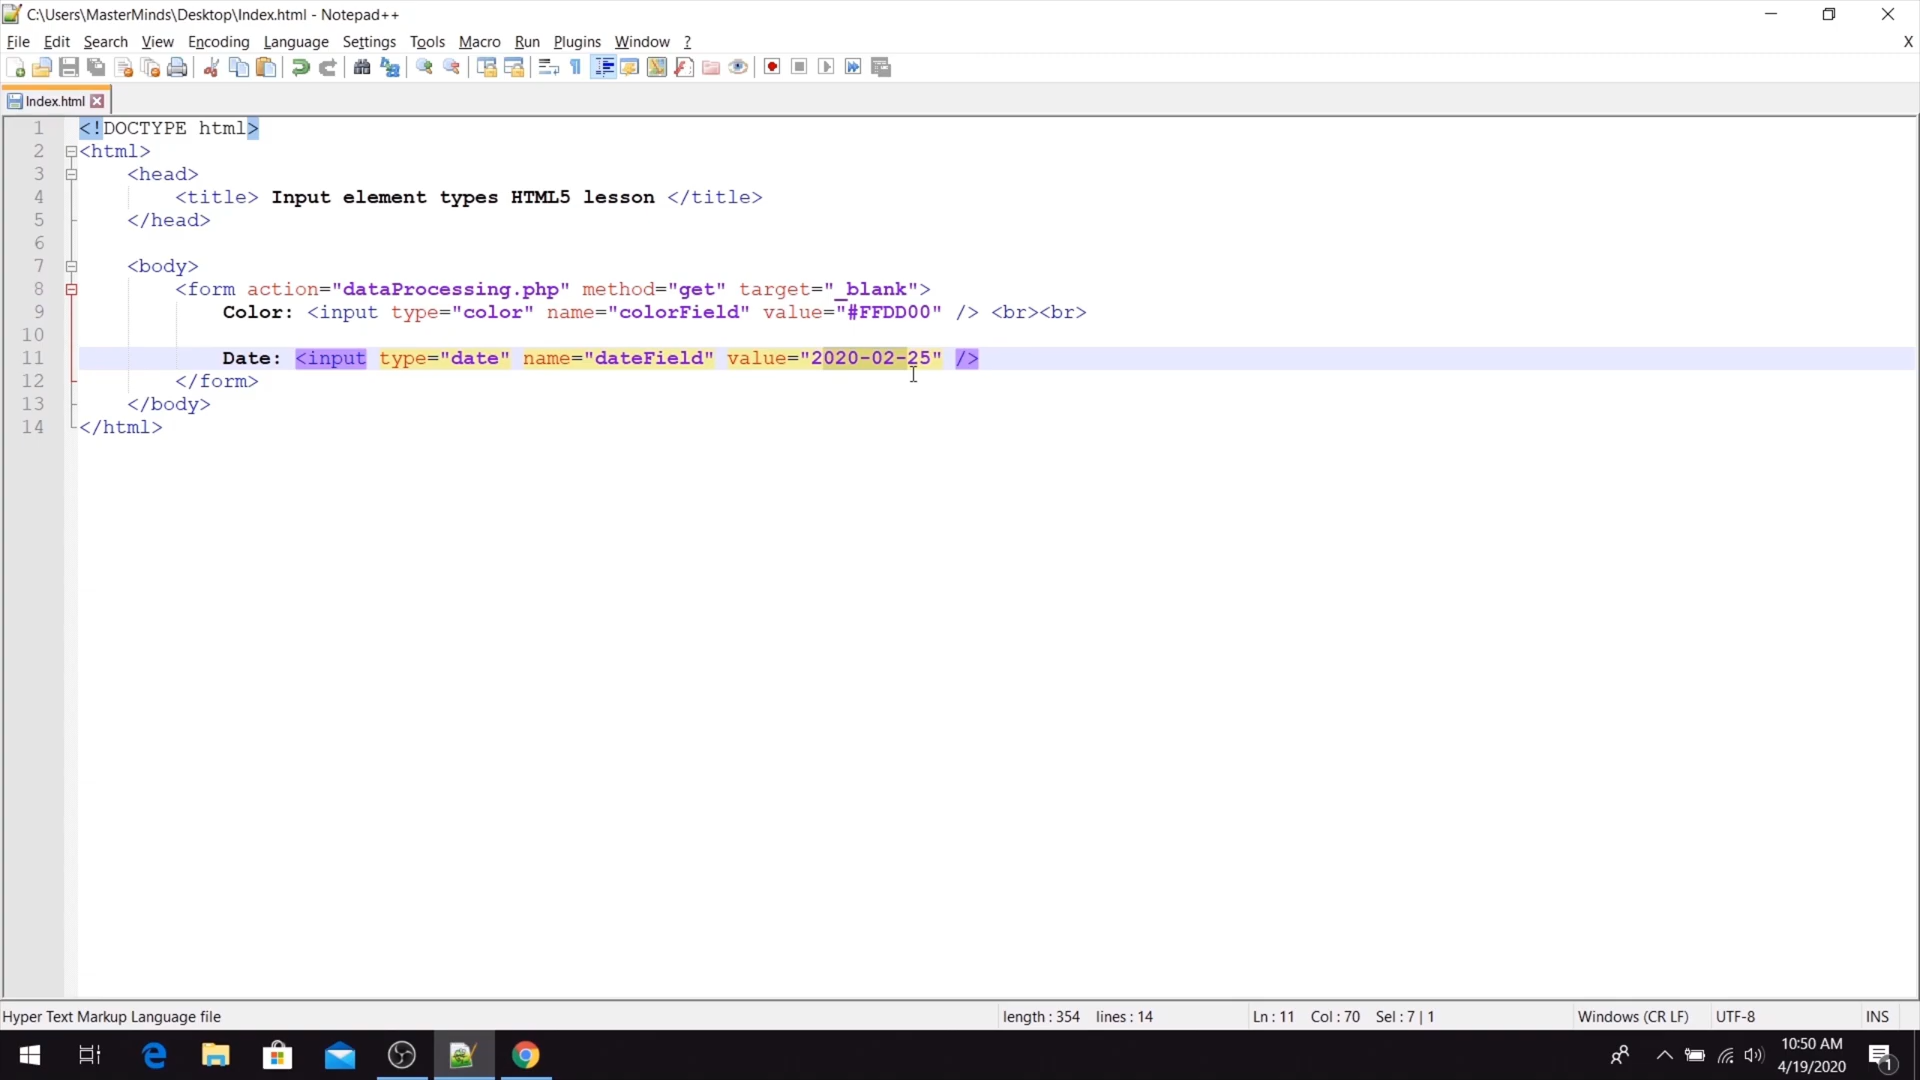 C:\Users\MasterMinds\Desktop\Index.html - Notepad++
File Edit Search View Encoding Language Settings Tools Macro Run Plugins Window ? X
Index.html
1 <!DOCTYPE html>
2 <html>
3 <head>
4 <title> Input element types HTML5 lesson </title>
5 </head>
6
7 <body>
8 <form action="dataProcessing.php" method="get" target="_blank">
9 Color: <input type="color" name="colorField" value="#FFDD00" /> <br><br>
10
11 Date: <input type="date" name="dateField" value="2020-02-25" />
12 </form>
13 </body>
14 </html>
Hyper Text Markup Language file length : 354 lines : 14 Ln : 11 Col : 70 Sel : 7 | 1 Windows (CR LF) UTF-8 INS
10:50 AM
4/19/2020
1